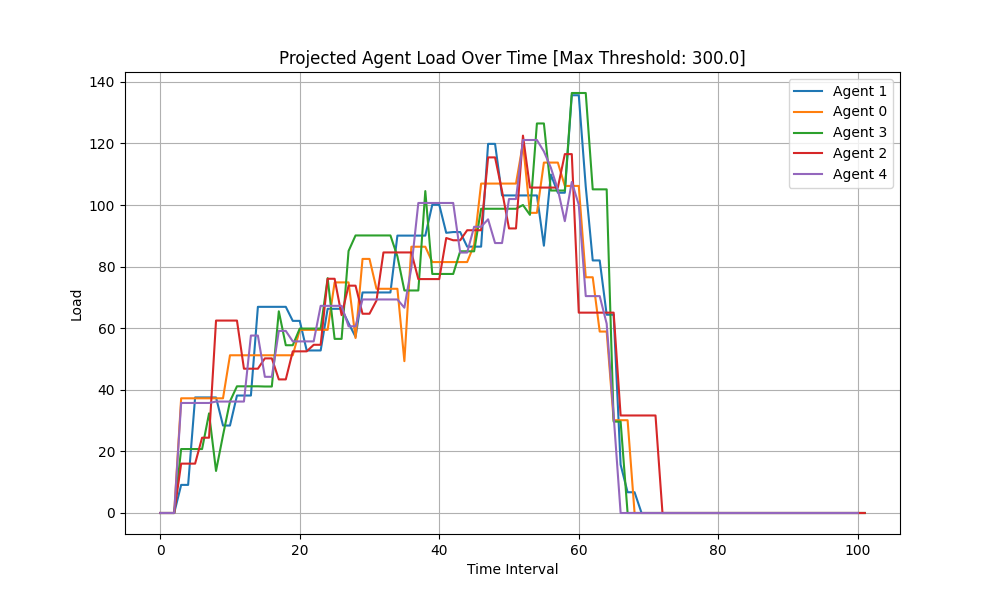 Projected Agent Load Over Time [Max Threshold: 300.0]
140
120
100
80
60
40
20
0
Load
0 20 40 60 80 100
Time Interval
Agent 1
Agent 0
Agent 3
Agent 2
Agent 4